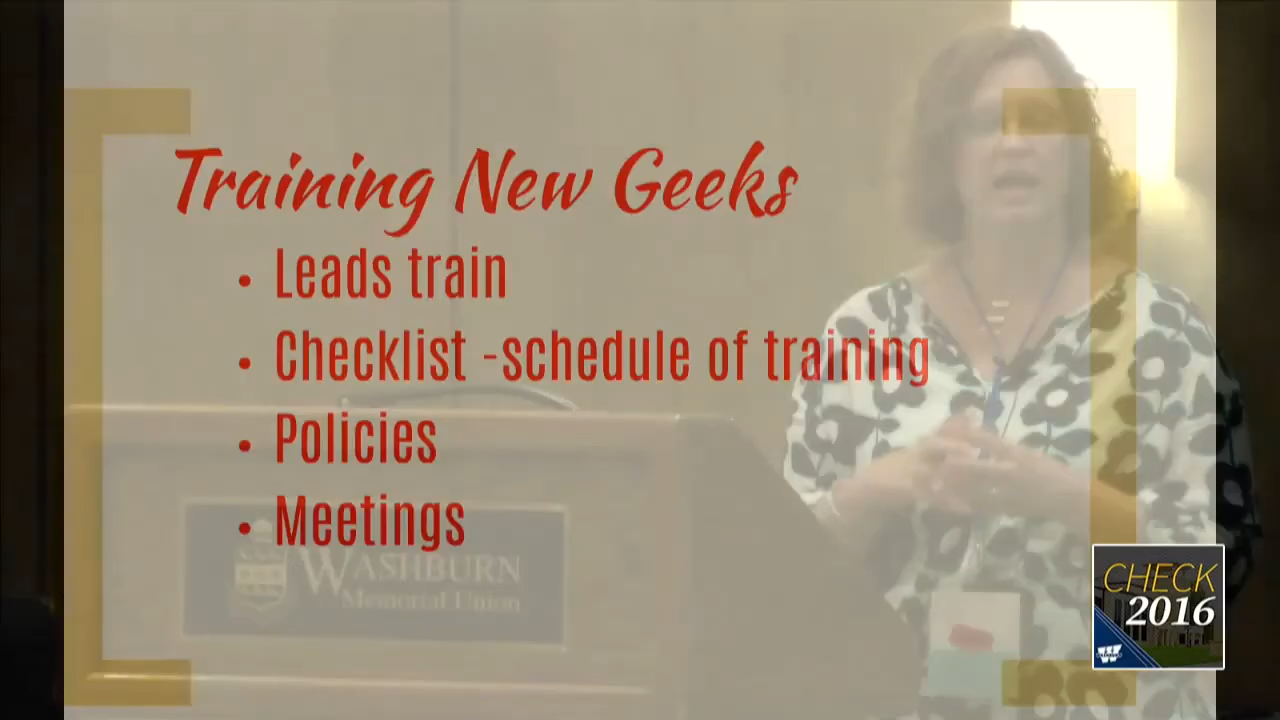 Training New Geeks
• Leads train
• Checklist -schedule of training
• Policies
• Meetings
WASHBURN
Memorial Union
CHECK
2016
W